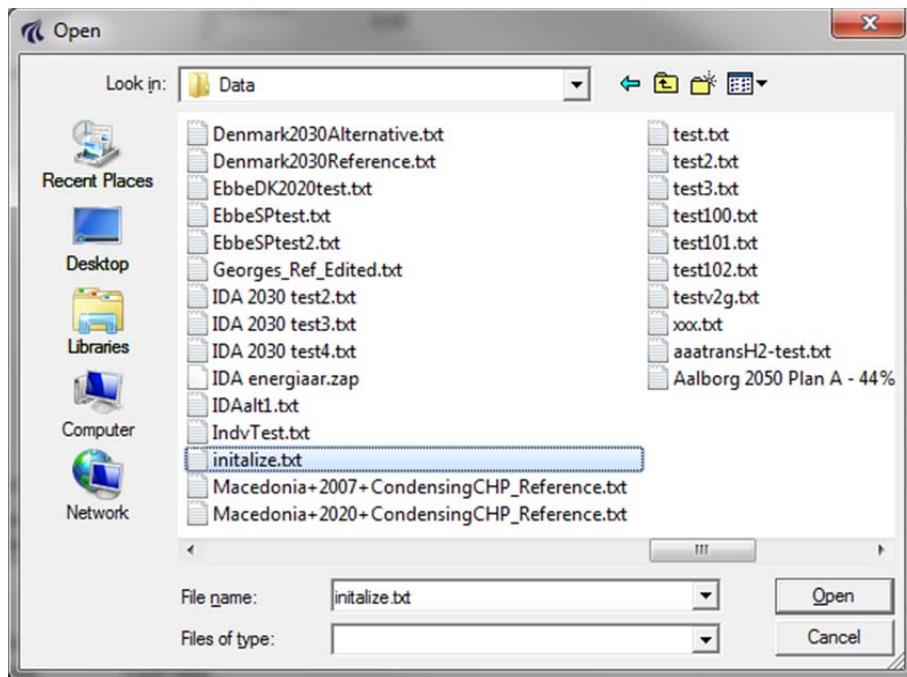 Open
Look in:
Data
Recent Places
Desktop
Libraries
Computer
Network
Denmark2030Alternative.txt
Denmark2030Reference.txt
EbbeDK2020test.txt
EbbeSPtest.txt
EbbeSPtest2.txt
Georges_Ref_Edited.txt
IDA 2030 test2.txt
IDA 2030 test3.txt
IDA 2030 test4.txt
IDA energiaar.zap
IDAalt1.txt
IndvTest.txt
initalize.txt
Macedonia+2007+CondensingCHP_Reference.txt
Macedonia+2020+CondensingCHP_Reference.txt
test.txt
test2.txt
test3.txt
test100.txt
test101.txt
test102.txt
testv2g.txt
xxx.txt
aaatransH2-test.txt
Aalborg 2050 Plan A - 44%
File name:
initalize.txt
Open
Files of type:
Cancel